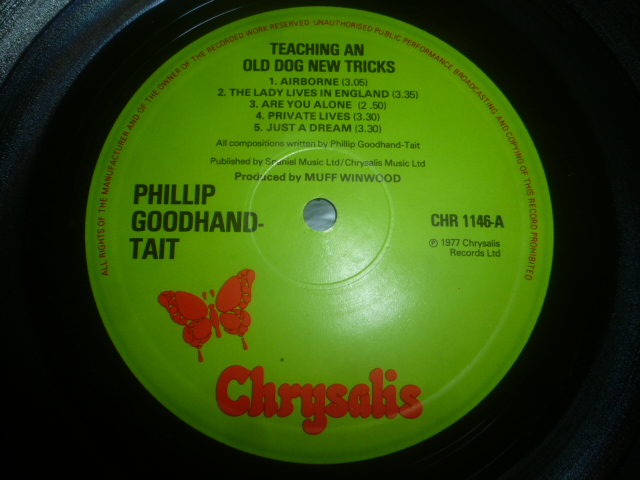 ALL RIGHTS OF THE MANUFACTURER AND OF THE OWNER OF THE RECORDED WORK RESERVED UNAUTHORISED PUBLIC PERFORMANCE BROADCASTING AND COPYING OF THIS RECORD PROHIBITED
TEACHING AN
OLD DOG NEW TRICKS
1. AIRBORNE (3.05)
2. THE LADY LIVES IN ENGLAND (3.35)
3. ARE YOU ALONE (2.50)
4. PRIVATE LIVES (3.30)
5. JUST A DREAM (3.30)
All compositions written by Phillip Goodhand-Tait
Published by Spaniel Music Ltd/Chrysalis Music Ltd
Produced by MUFF WINWOOD
PHILLIP
GOODHAND-
TAIT
CHR 1146-A
℗ 1977 Chrysalis
Records Ltd
Chrysalis